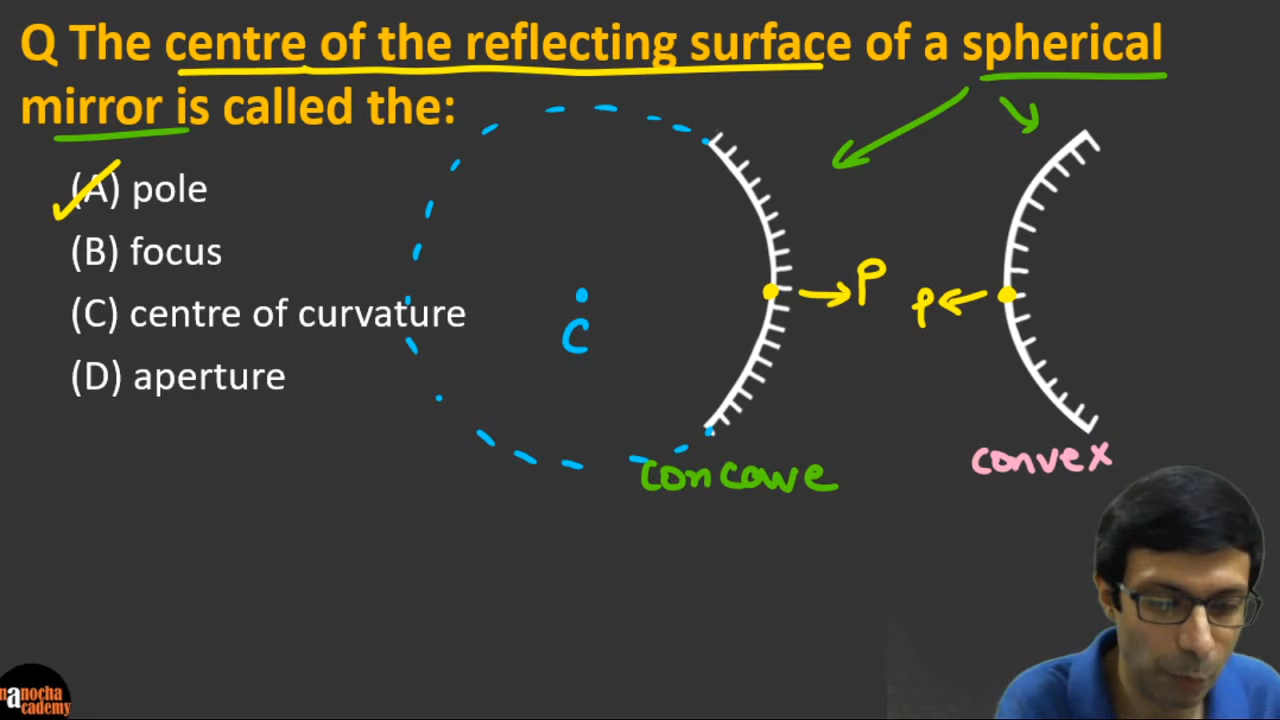 Q The centre of the reflecting surface of a spherical
mirror is called the:
(A) pole
(B) focus
(C) centre of curvature
(D) aperture
P
P
C
concave
convex
manocha
academy